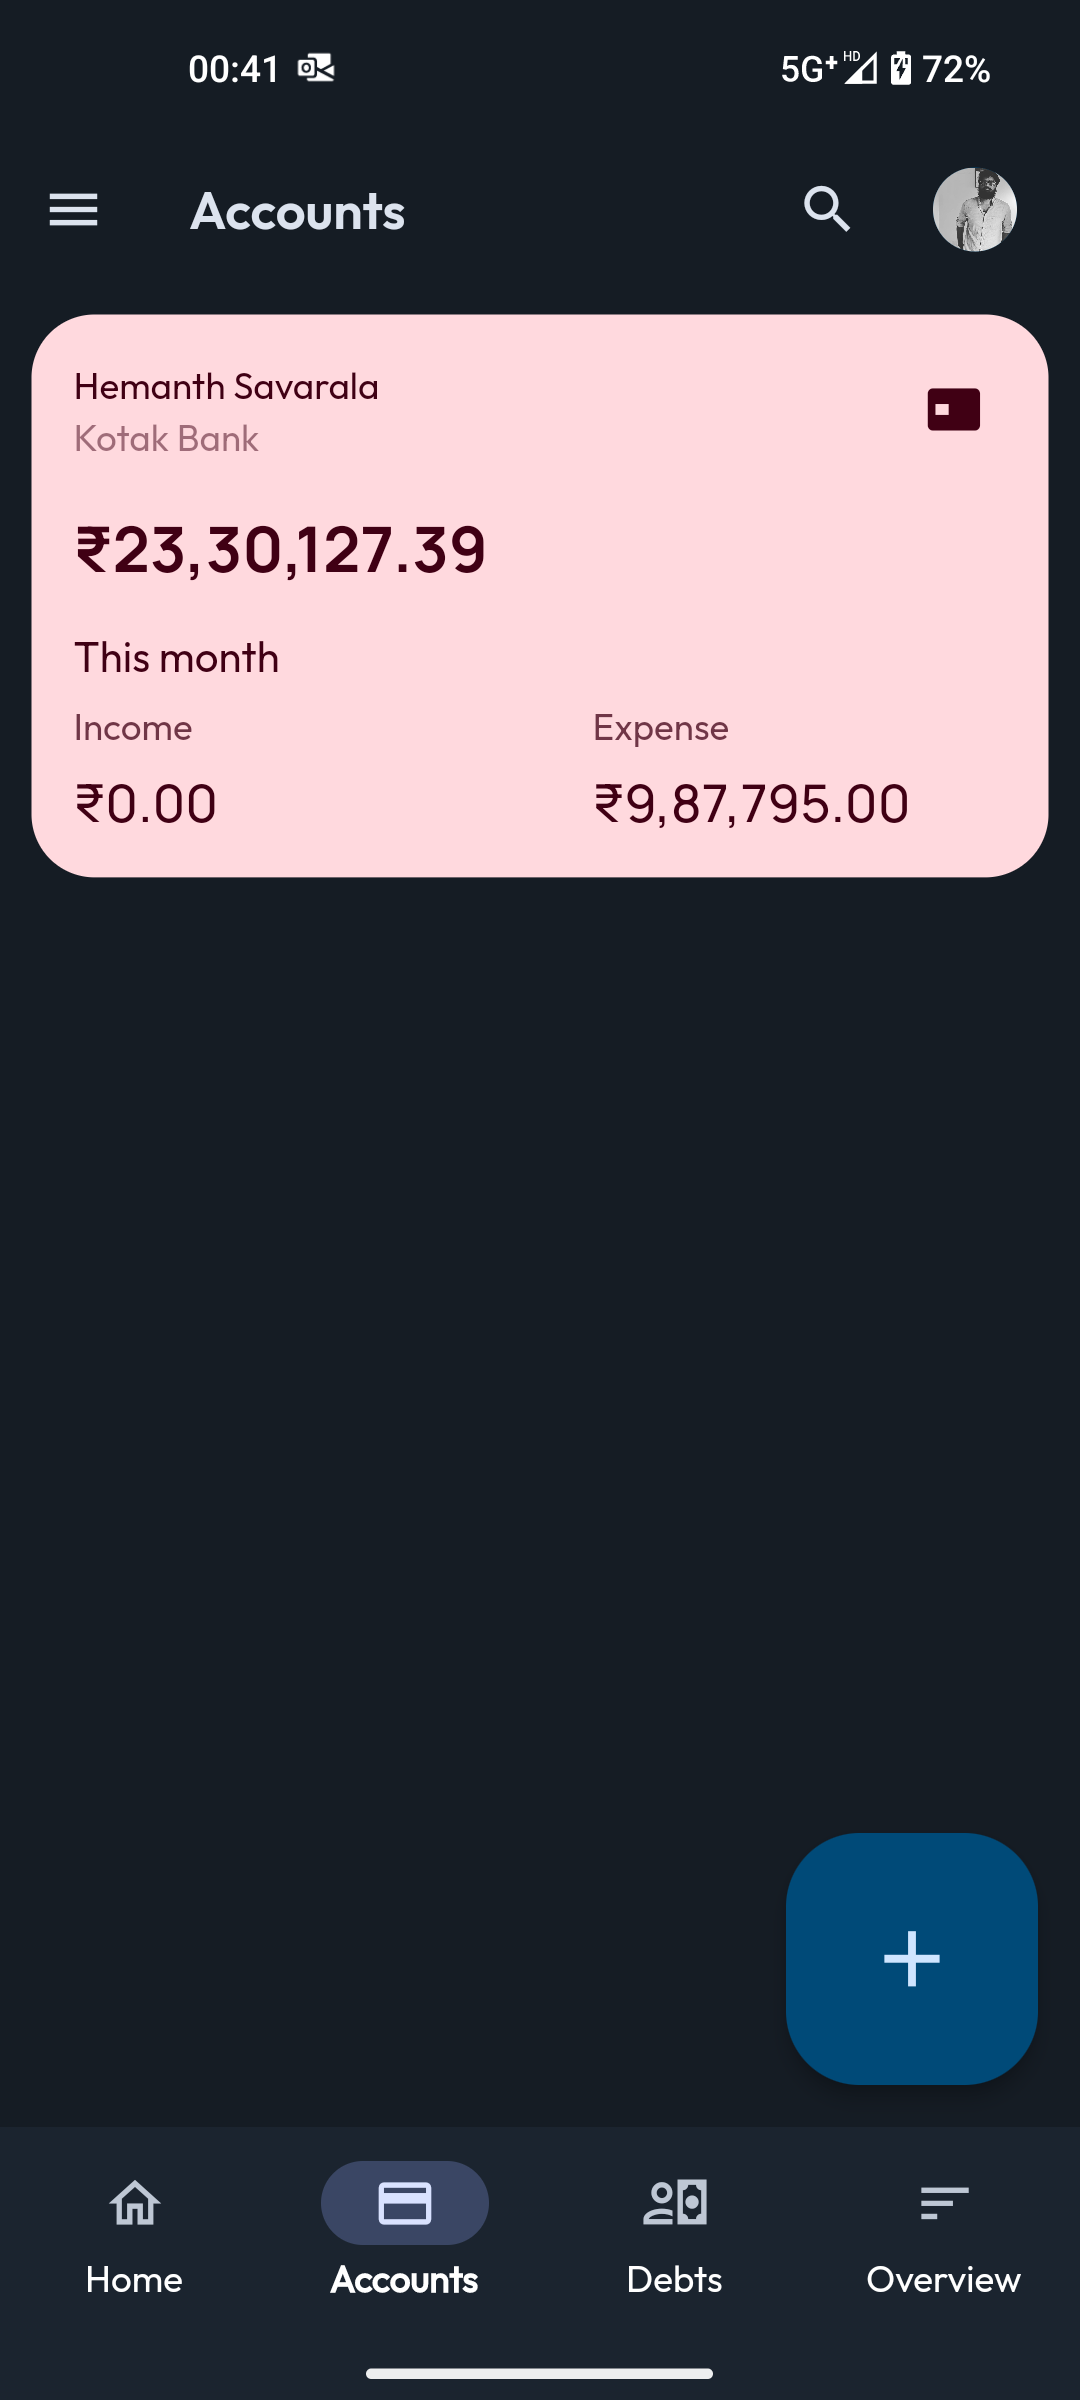 00:41 5G+ HD 72%
Accounts
Hemanth Savarala
Kotak Bank
₹23,30,127.39
This month
Income Expense
₹0.00 ₹9,87,795.00
Home Accounts Debts Overview